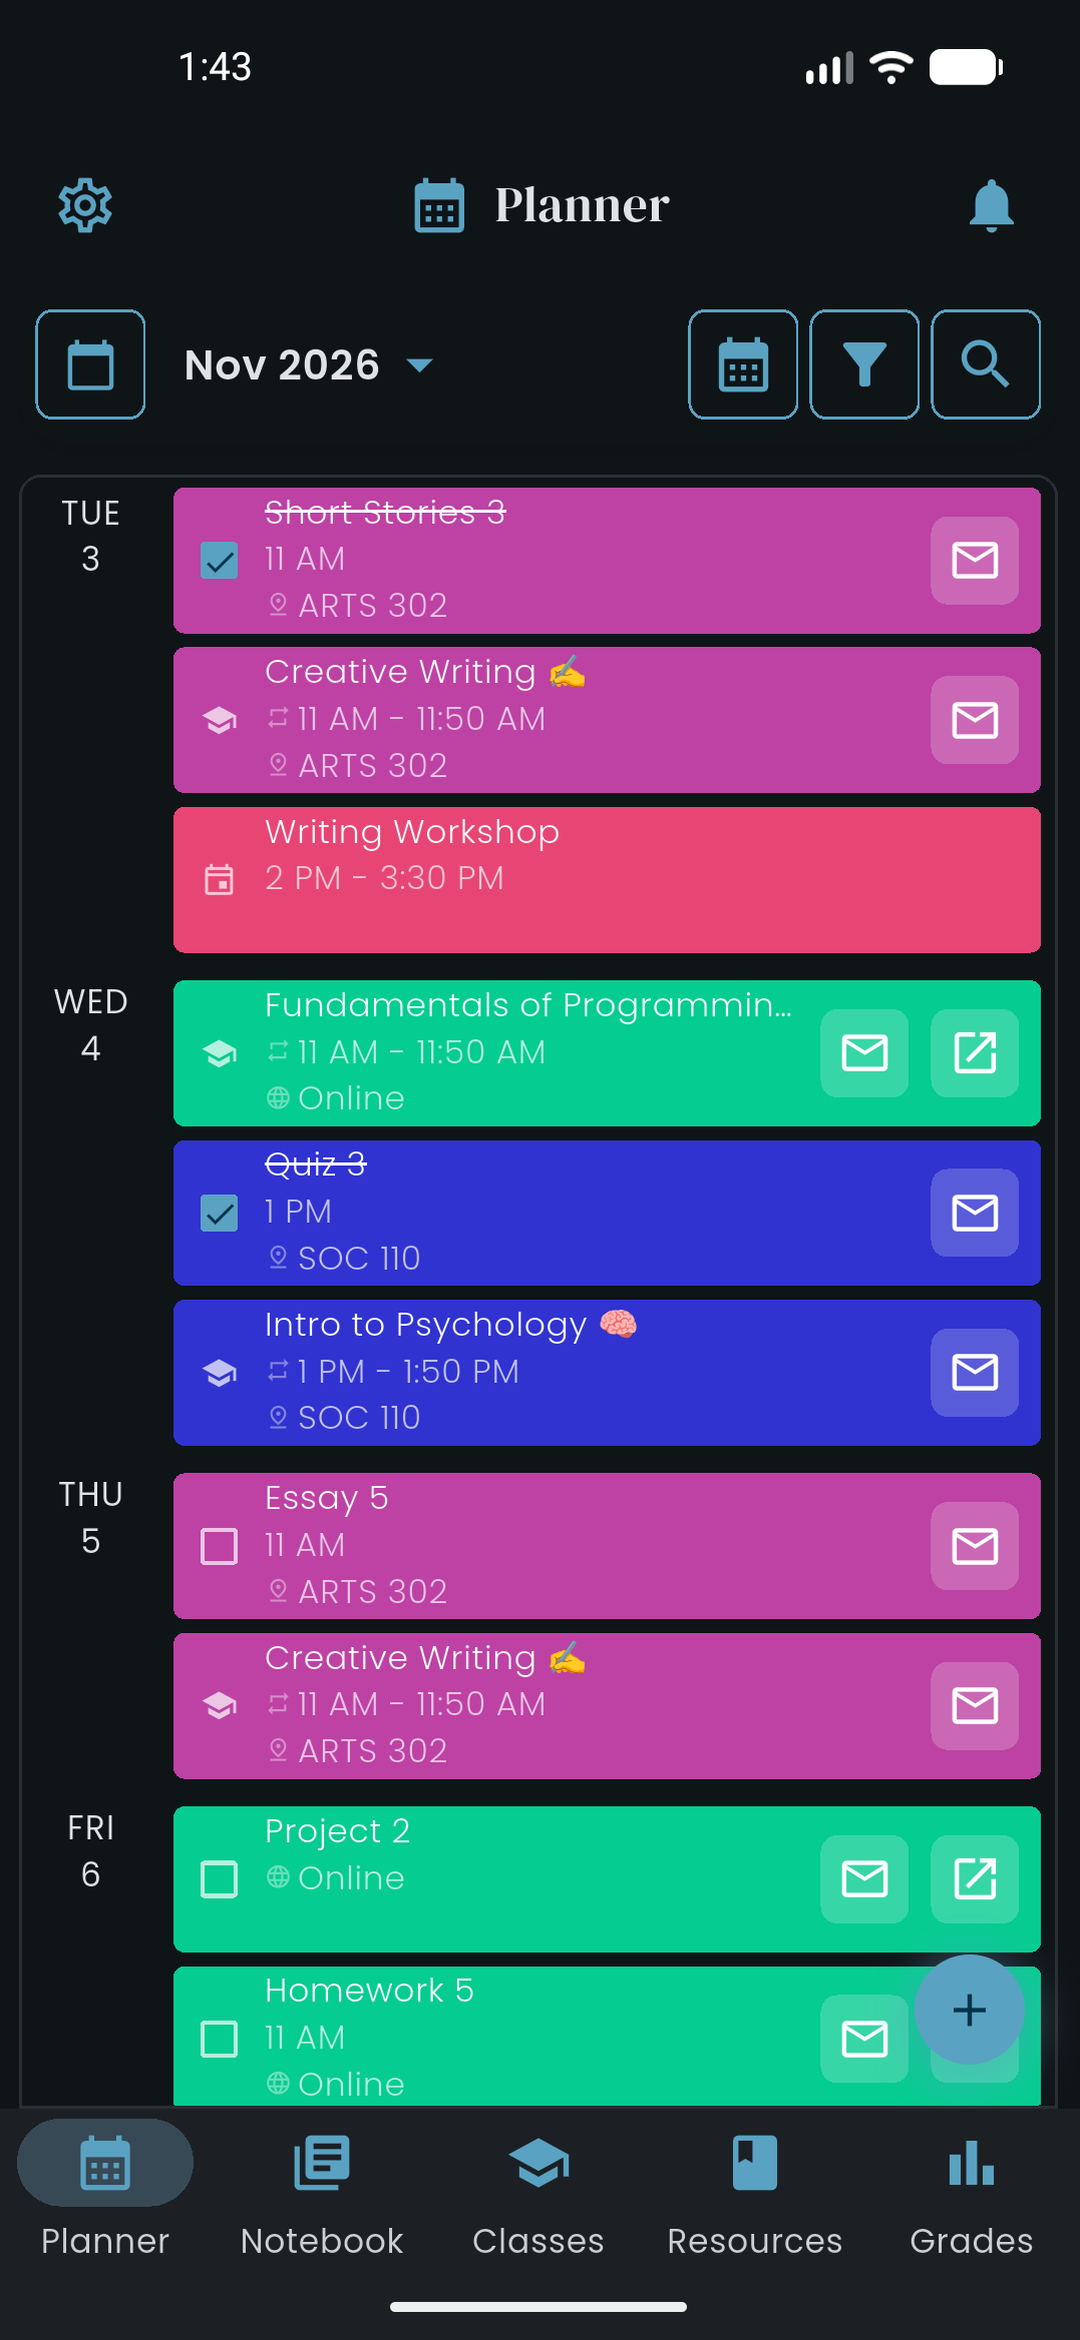 1:43
Planner
Nov 2026
TUE
3
Short Stories 3
11 AM
ARTS 302
Creative Writing ✍️
11 AM - 11:50 AM
ARTS 302
Writing Workshop
2 PM - 3:30 PM
WED
4
Fundamentals of Programmin...
11 AM - 11:50 AM
Online
Quiz 3
1 PM
SOC 110
Intro to Psychology 🧠
1 PM - 1:50 PM
SOC 110
THU
5
Essay 5
11 AM
ARTS 302
Creative Writing ✍️
11 AM - 11:50 AM
ARTS 302
FRI
6
Project 2
Online
Homework 5
11 AM
Online
Planner
Notebook
Classes
Resources
Grades